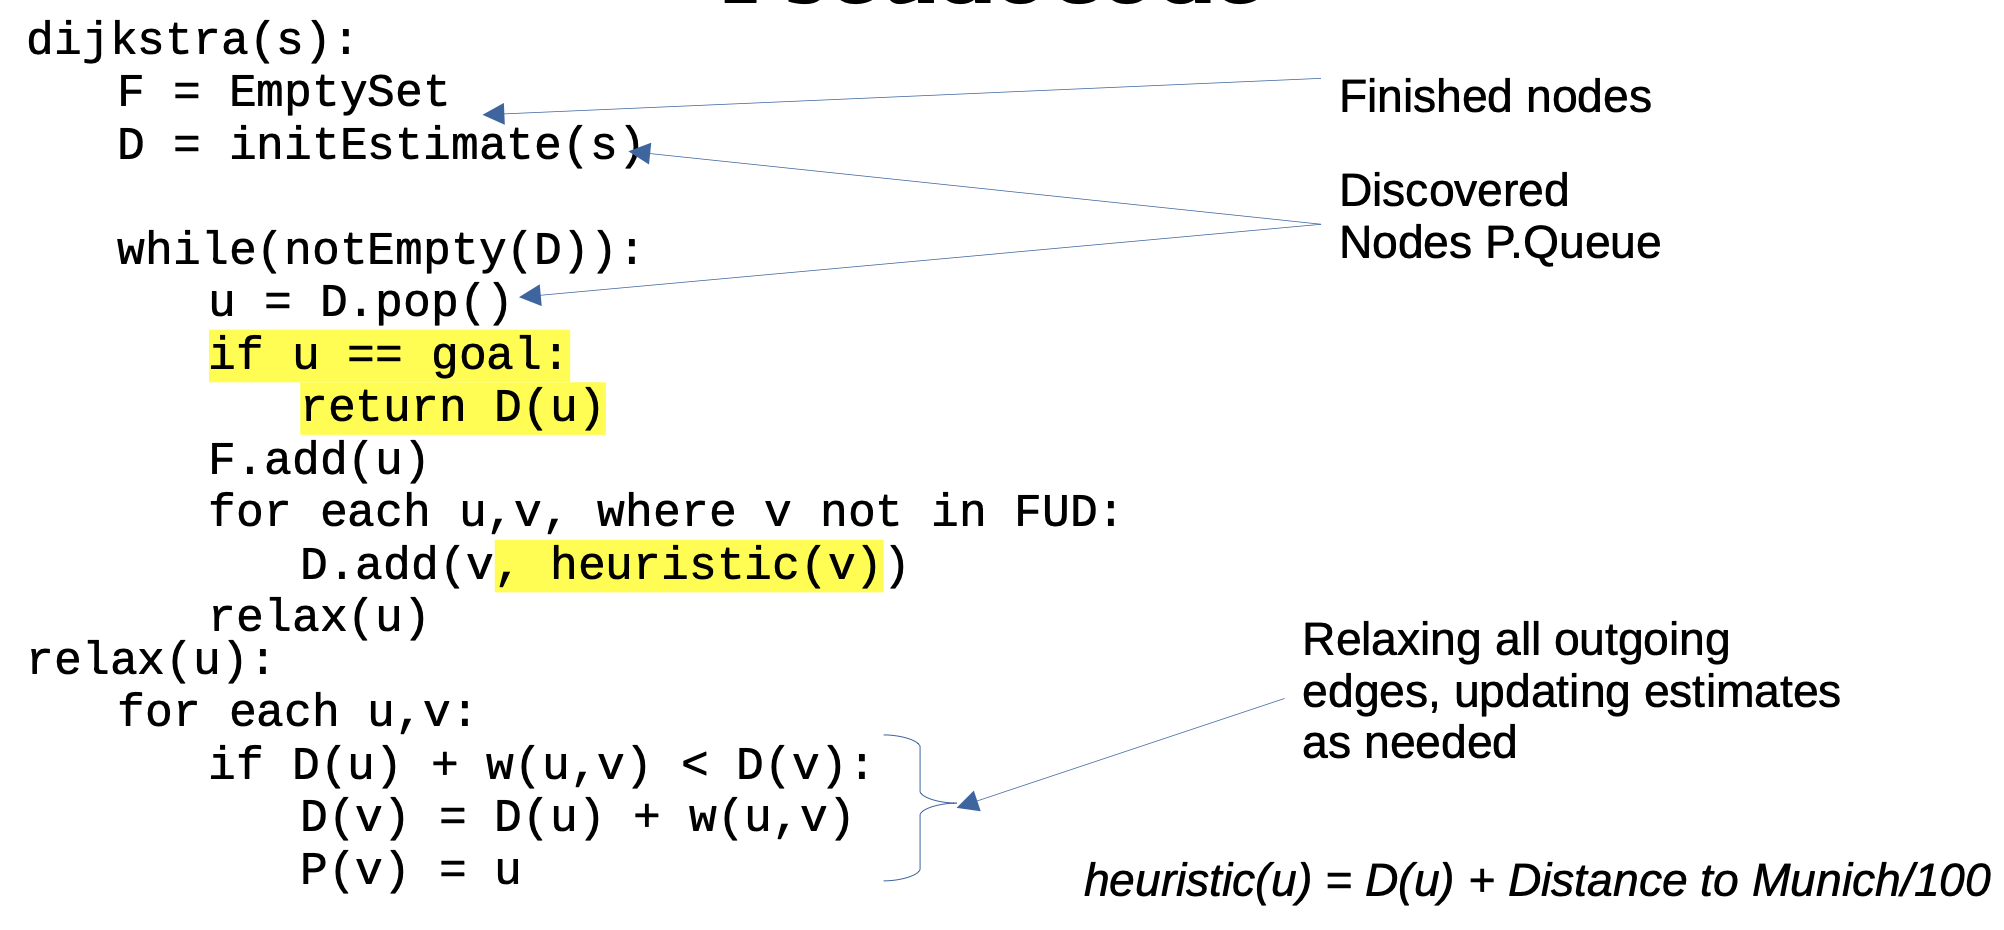 dijkstra(s):
F = EmptySet
D = initEstimate(s)
while(notEmpty(D)):
u = D.pop()
if u == goal:
return D(u)
F.add(u)
for each u,v, where v not in FUD:
D.add(v, heuristic(v))
relax(u)
relax(u):
for each u,v:
if D(u) + w(u,v) < D(v):
D(v) = D(u) + w(u,v)
P(v) = u
Finished nodes
Discovered
Nodes P.Queue
Relaxing all outgoing
edges, updating estimates
as needed
heuristic(u) = D(u) + Distance to Munich/100